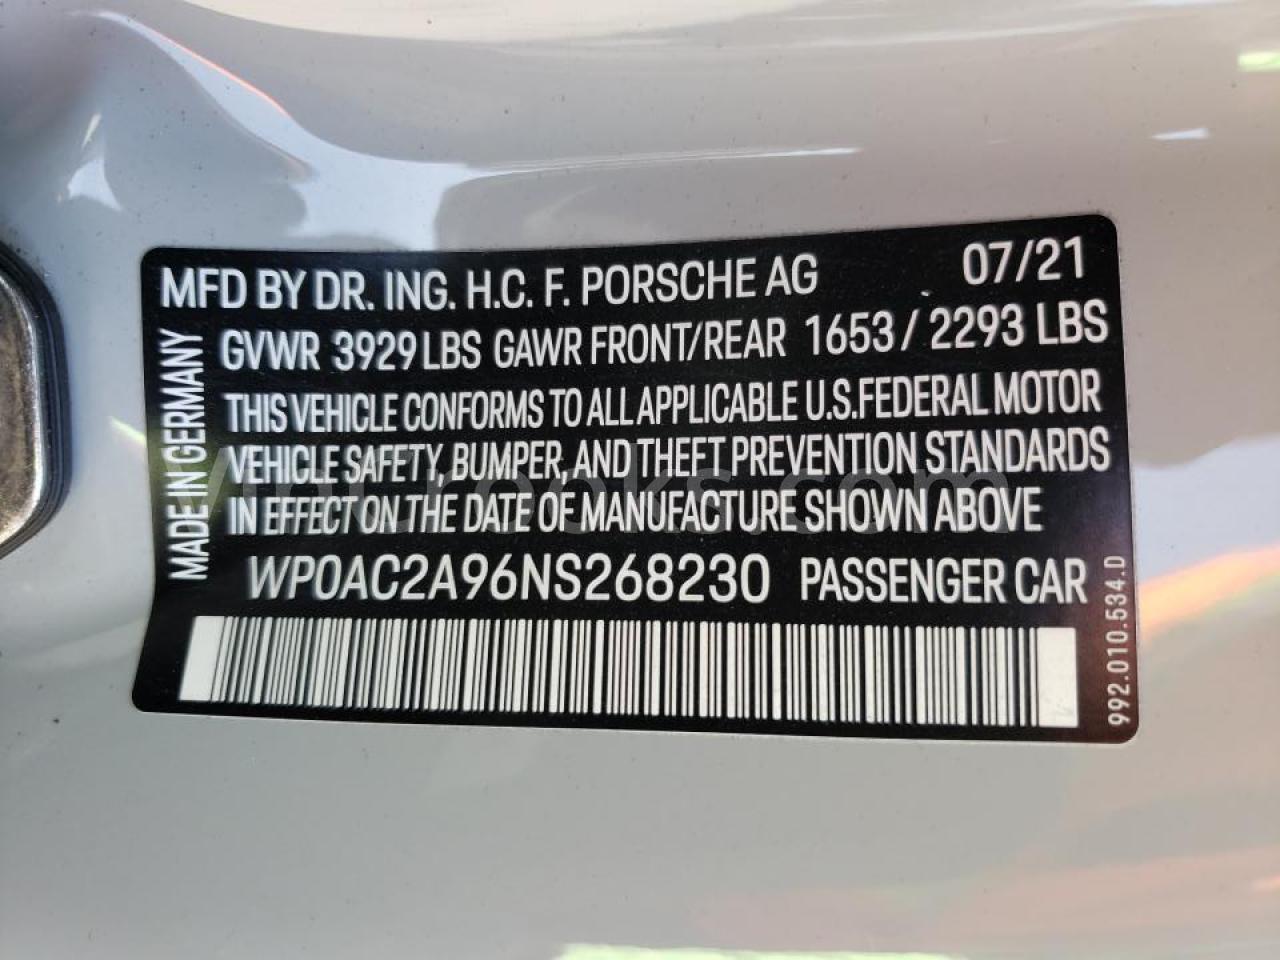 MFD BY DR. ING. H.C. F. PORSCHE AG 07/21
GVWR 3929 LBS GAWR FRONT/REAR 1653 / 2293 LBS
THIS VEHICLE CONFORMS TO ALL APPLICABLE U.S. FEDERAL MOTOR
VEHICLE SAFETY, BUMPER, AND THEFT PREVENTION STANDARDS
IN EFFECT ON THE DATE OF MANUFACTURE SHOWN ABOVE
WP0AC2A96NS268230 PASSENGER CAR
MADE IN GERMANY
992.010.534.D